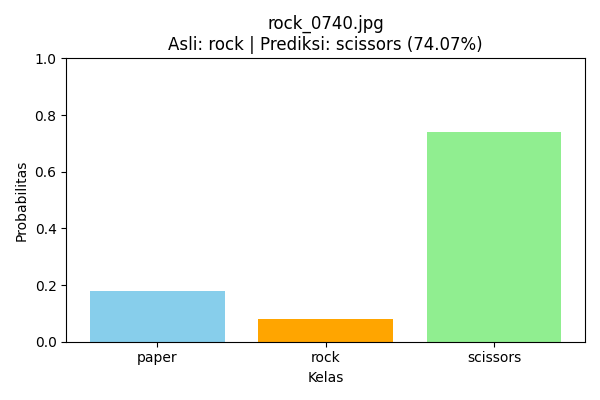 rock_0740.jpg
Asli: rock | Prediksi: scissors (74.07%)
1.0
0.8
0.6
0.4
0.2
0.0
Probabilitas
paper rock scissors
Kelas